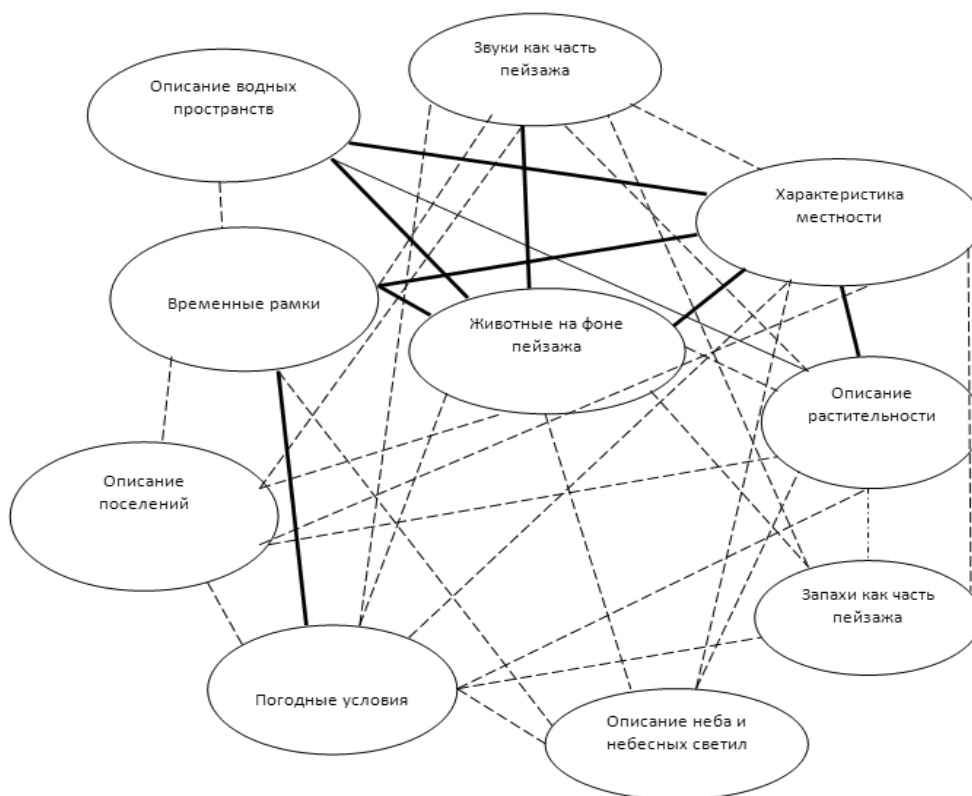 Звуки как часть
пейзажа
Описание водных
пространств
Характеристика
местности
Временные рамки
Животные на фоне
пейзажа
Описание
растительности
Описание
поселений
Запахи как часть
пейзажа
Погодные условия
Описание неба и
небесных светил